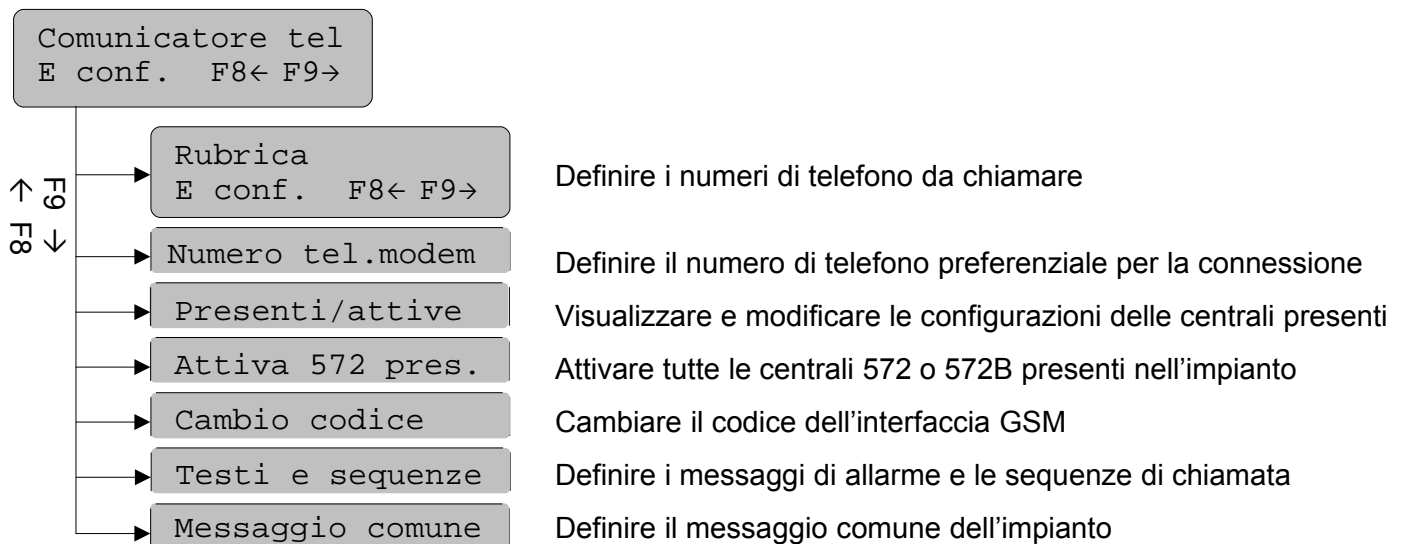 Comunicatore tel
E conf. F8← F9→
Rubrica
E conf. F8← F9→
Definire i numeri di telefono da chiamare
← F8 F9 →
Numero tel.modem
Definire il numero di telefono preferenziale per la connessione
Presenti/attive
Visualizzare e modificare le configurazioni delle centrali presenti
Attiva 572 pres.
Attivare tutte le centrali 572 o 572B presenti nell’impianto
Cambio codice
Cambiare il codice dell’interfaccia GSM
Testi e sequenze
Definire i messaggi di allarme e le sequenze di chiamata
Messaggio comune
Definire il messaggio comune dell’impianto